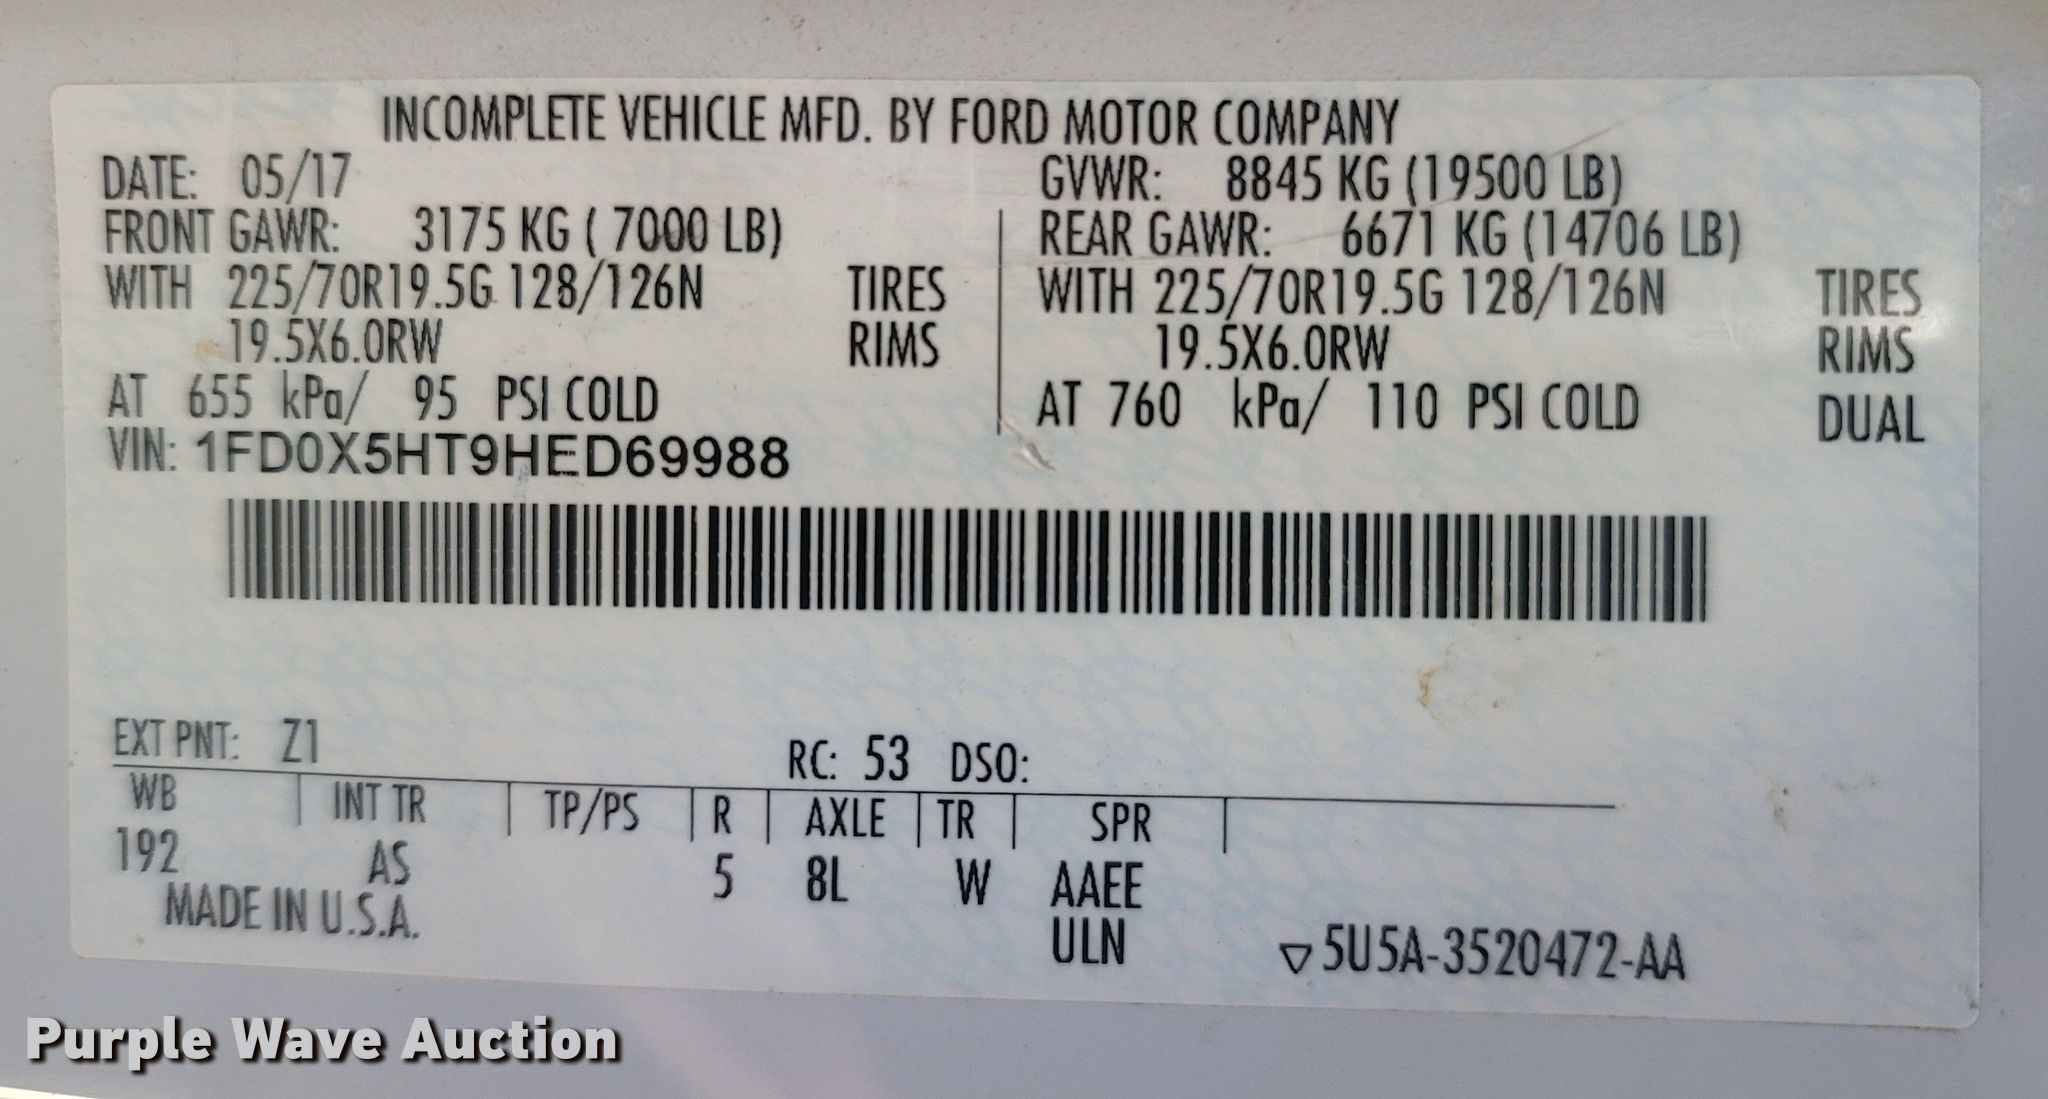 INCOMPLETE VEHICLE MFD. BY FORD MOTOR COMPANY
DATE: 05/17 GVWR: 8845 KG (19500 LB)
FRONT GAWR: 3175 KG ( 7000 LB) REAR GAWR: 6671 KG (14706 LB)
WITH 225/70R19.5G 128/126N TIRES WITH 225/70R19.5G 128/126N TIRES
19.5X6.0RW RIMS 19.5X6.0RW RIMS
AT 655 kPa/ 95 PSI COLD AT 760 kPa/ 110 PSI COLD DUAL
VIN: 1FD0X5HT9HED69988
EXT PNT: Z1 RC: 53 DSO:
WB INT TR TP/PS R AXLE TR SPR
192 AS 5 8L W AAEE
MADE IN U.S.A. ULN ▽5U5A-3520472-AA
Purple Wave Auction